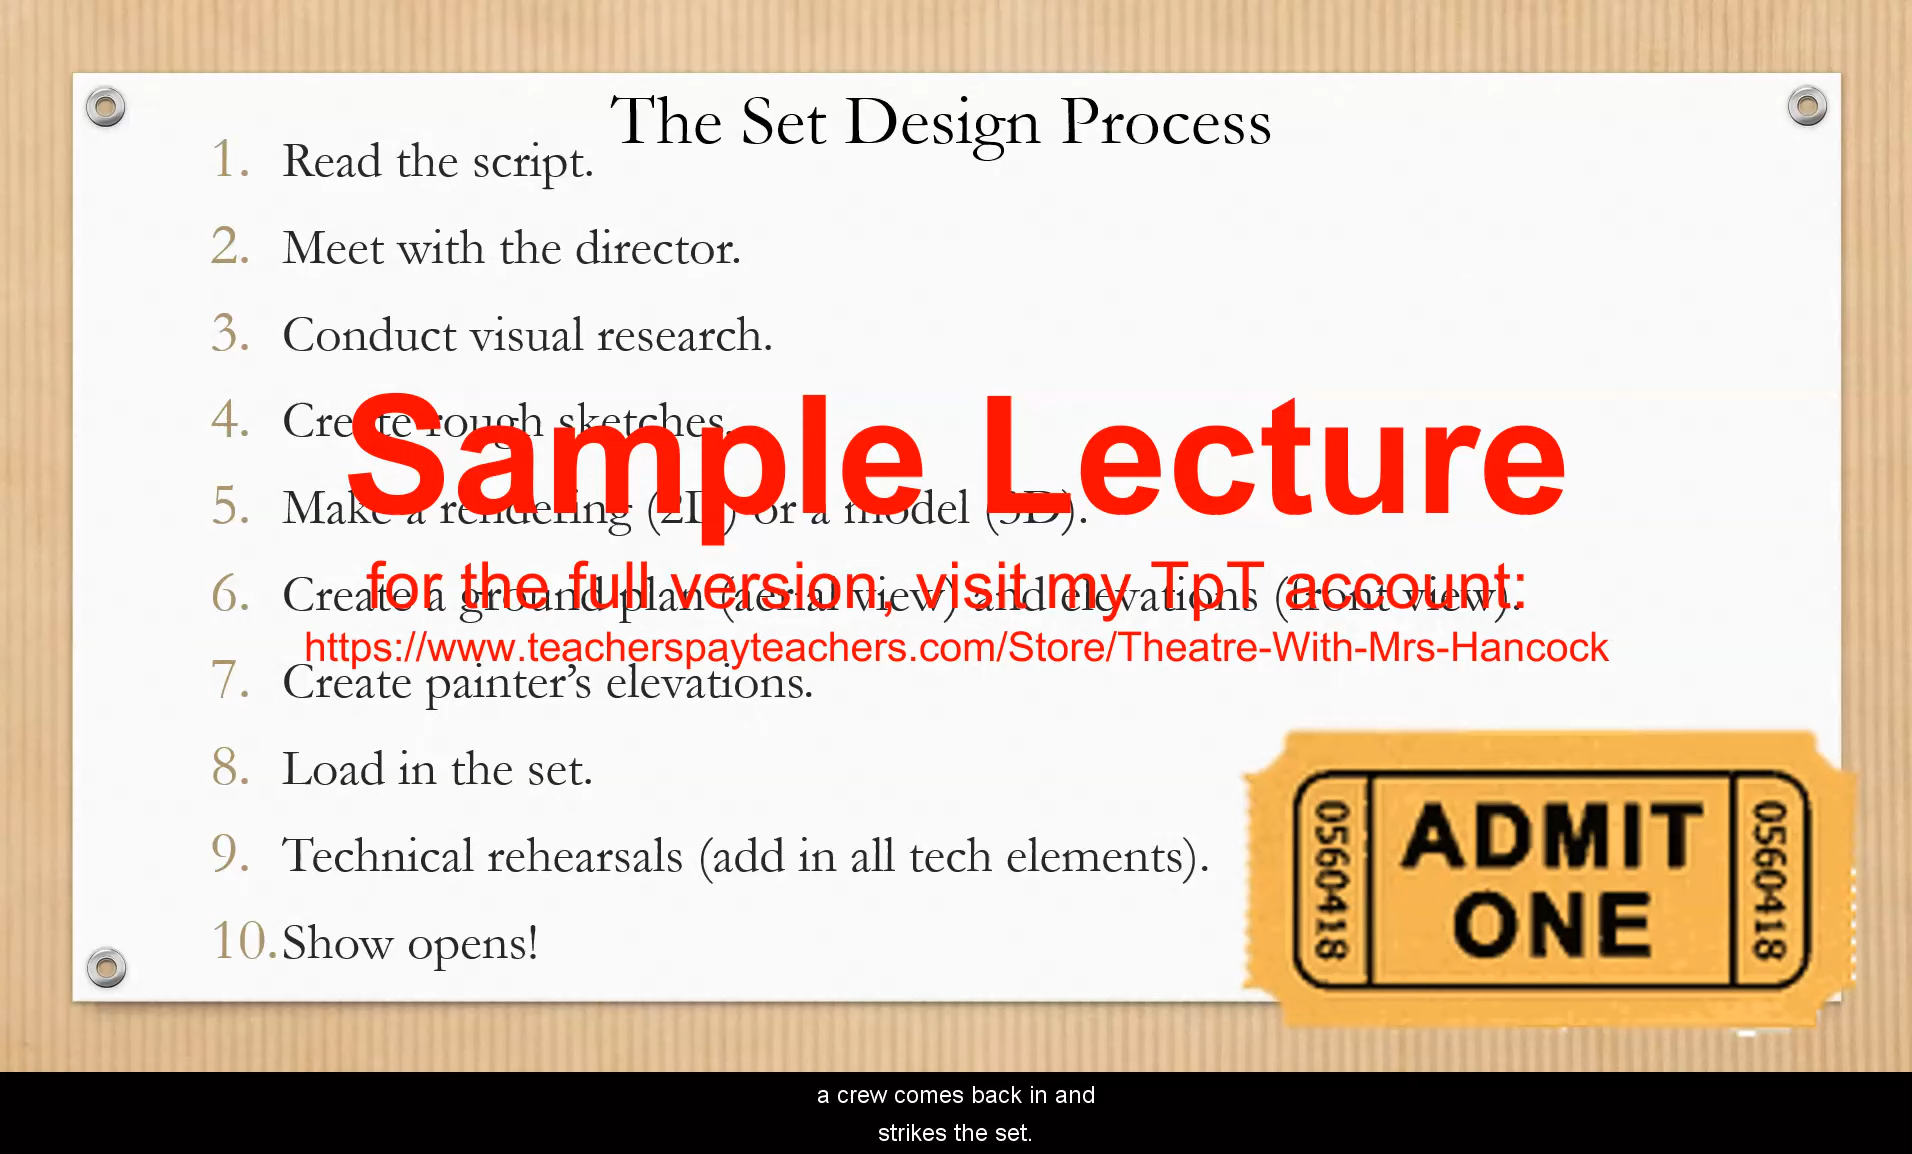 The Set Design Process
1. Read the script.
2. Meet with the director.
3. Conduct visual research.
4. Create rough sketches.
5. Make a rendering (2D) or a model (3D).
6. Create a ground plan (aerial view) and elevations (front view).
7. Create painter's elevations.
8. Load in the set.
9. Technical rehearsals (add in all tech elements).
10. Show opens!
Sample Lecture
for the full version, visit my TpT account:
https://www.teacherspayteachers.com/Store/Theatre-With-Mrs-Hancock
0560418
ADMIT
ONE
0560418
a crew comes back in and
strikes the set.